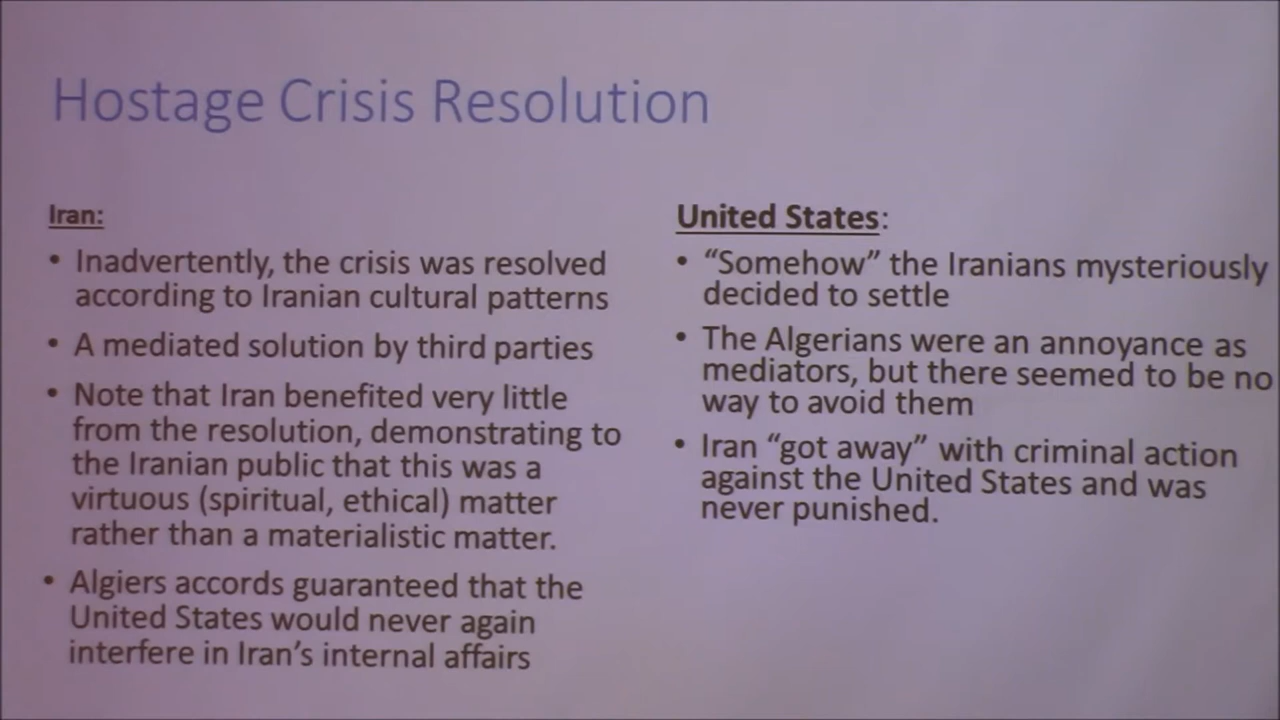 Hostage Crisis Resolution
Iran:
• Inadvertently, the crisis was resolved
according to Iranian cultural patterns
• A mediated solution by third parties
• Note that Iran benefited very little
from the resolution, demonstrating to
the Iranian public that this was a
virtuous (spiritual, ethical) matter
rather than a materialistic matter.
• Algiers accords guaranteed that the
United States would never again
interfere in Iran’s internal affairs
United States:
• “Somehow” the Iranians mysteriously
decided to settle
• The Algerians were an annoyance as
mediators, but there seemed to be no
way to avoid them
• Iran “got away” with criminal action
against the United States and was
never punished.